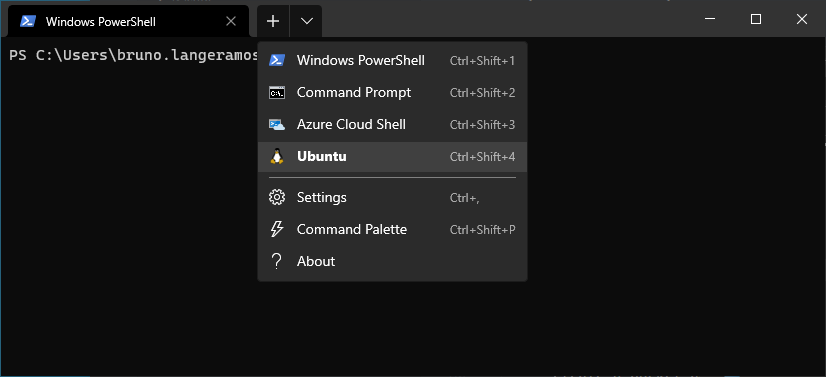 Windows PowerShell
PS C:\Users\bruno.langeramos
Windows PowerShell Ctrl+Shift+1
Command Prompt Ctrl+Shift+2
Azure Cloud Shell Ctrl+Shift+3
Ubuntu Ctrl+Shift+4
Settings Ctrl+,
Command Palette Ctrl+Shift+P
About